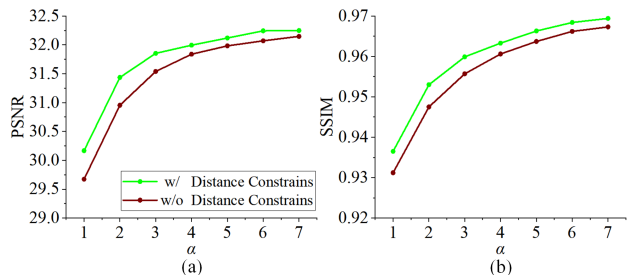 32.5
32.0
31.5
31.0
30.5
30.0
29.5
29.0
PSNR
w/ Distance Constrains
w/o Distance Constrains
1 2 3 4 5 6 7
α
(a)
0.97
0.96
0.95
0.94
0.93
0.92
SSIM
1 2 3 4 5 6 7
α
(b)